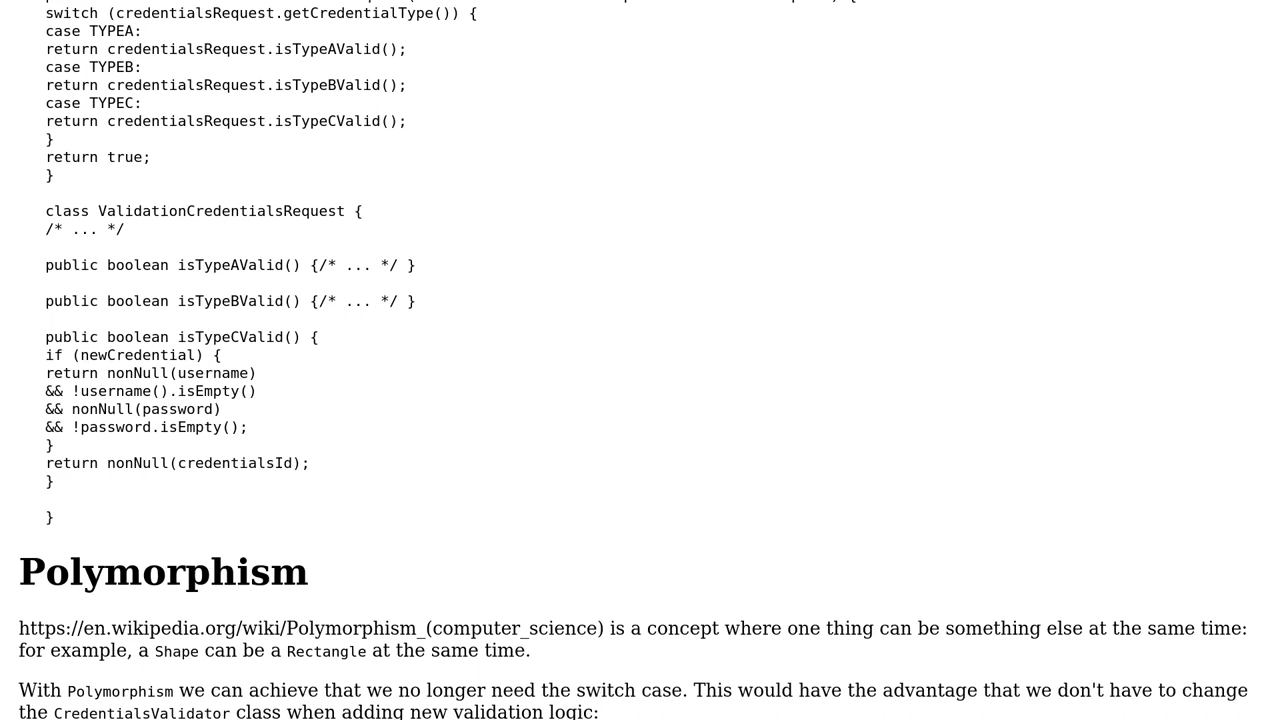 switch (credentialsRequest.getCredentialType()) {
case TYPEA:
return credentialsRequest.isTypeAValid();
case TYPEB:
return credentialsRequest.isTypeBValid();
case TYPEC:
return credentialsRequest.isTypeCValid();
}
return true;
}
class ValidationCredentialsRequest {
/* ... */
public boolean isTypeAValid() {/* ... */ }
public boolean isTypeBValid() {/* ... */ }
public boolean isTypeCValid() {
if (newCredential) {
return nonNull(username)
&& !username().isEmpty()
&& nonNull(password)
&& !password.isEmpty();
}
return nonNull(credentialsId);
}
}
Polymorphism
https://en.wikipedia.org/wiki/Polymorphism_(computer_science) is a concept where one thing can be something else at the same time:
for example, a Shape can be a Rectangle at the same time.
With Polymorphism we can achieve that we no longer need the switch case. This would have the advantage that we don't have to change
the CredentialsValidator class when adding new validation logic: